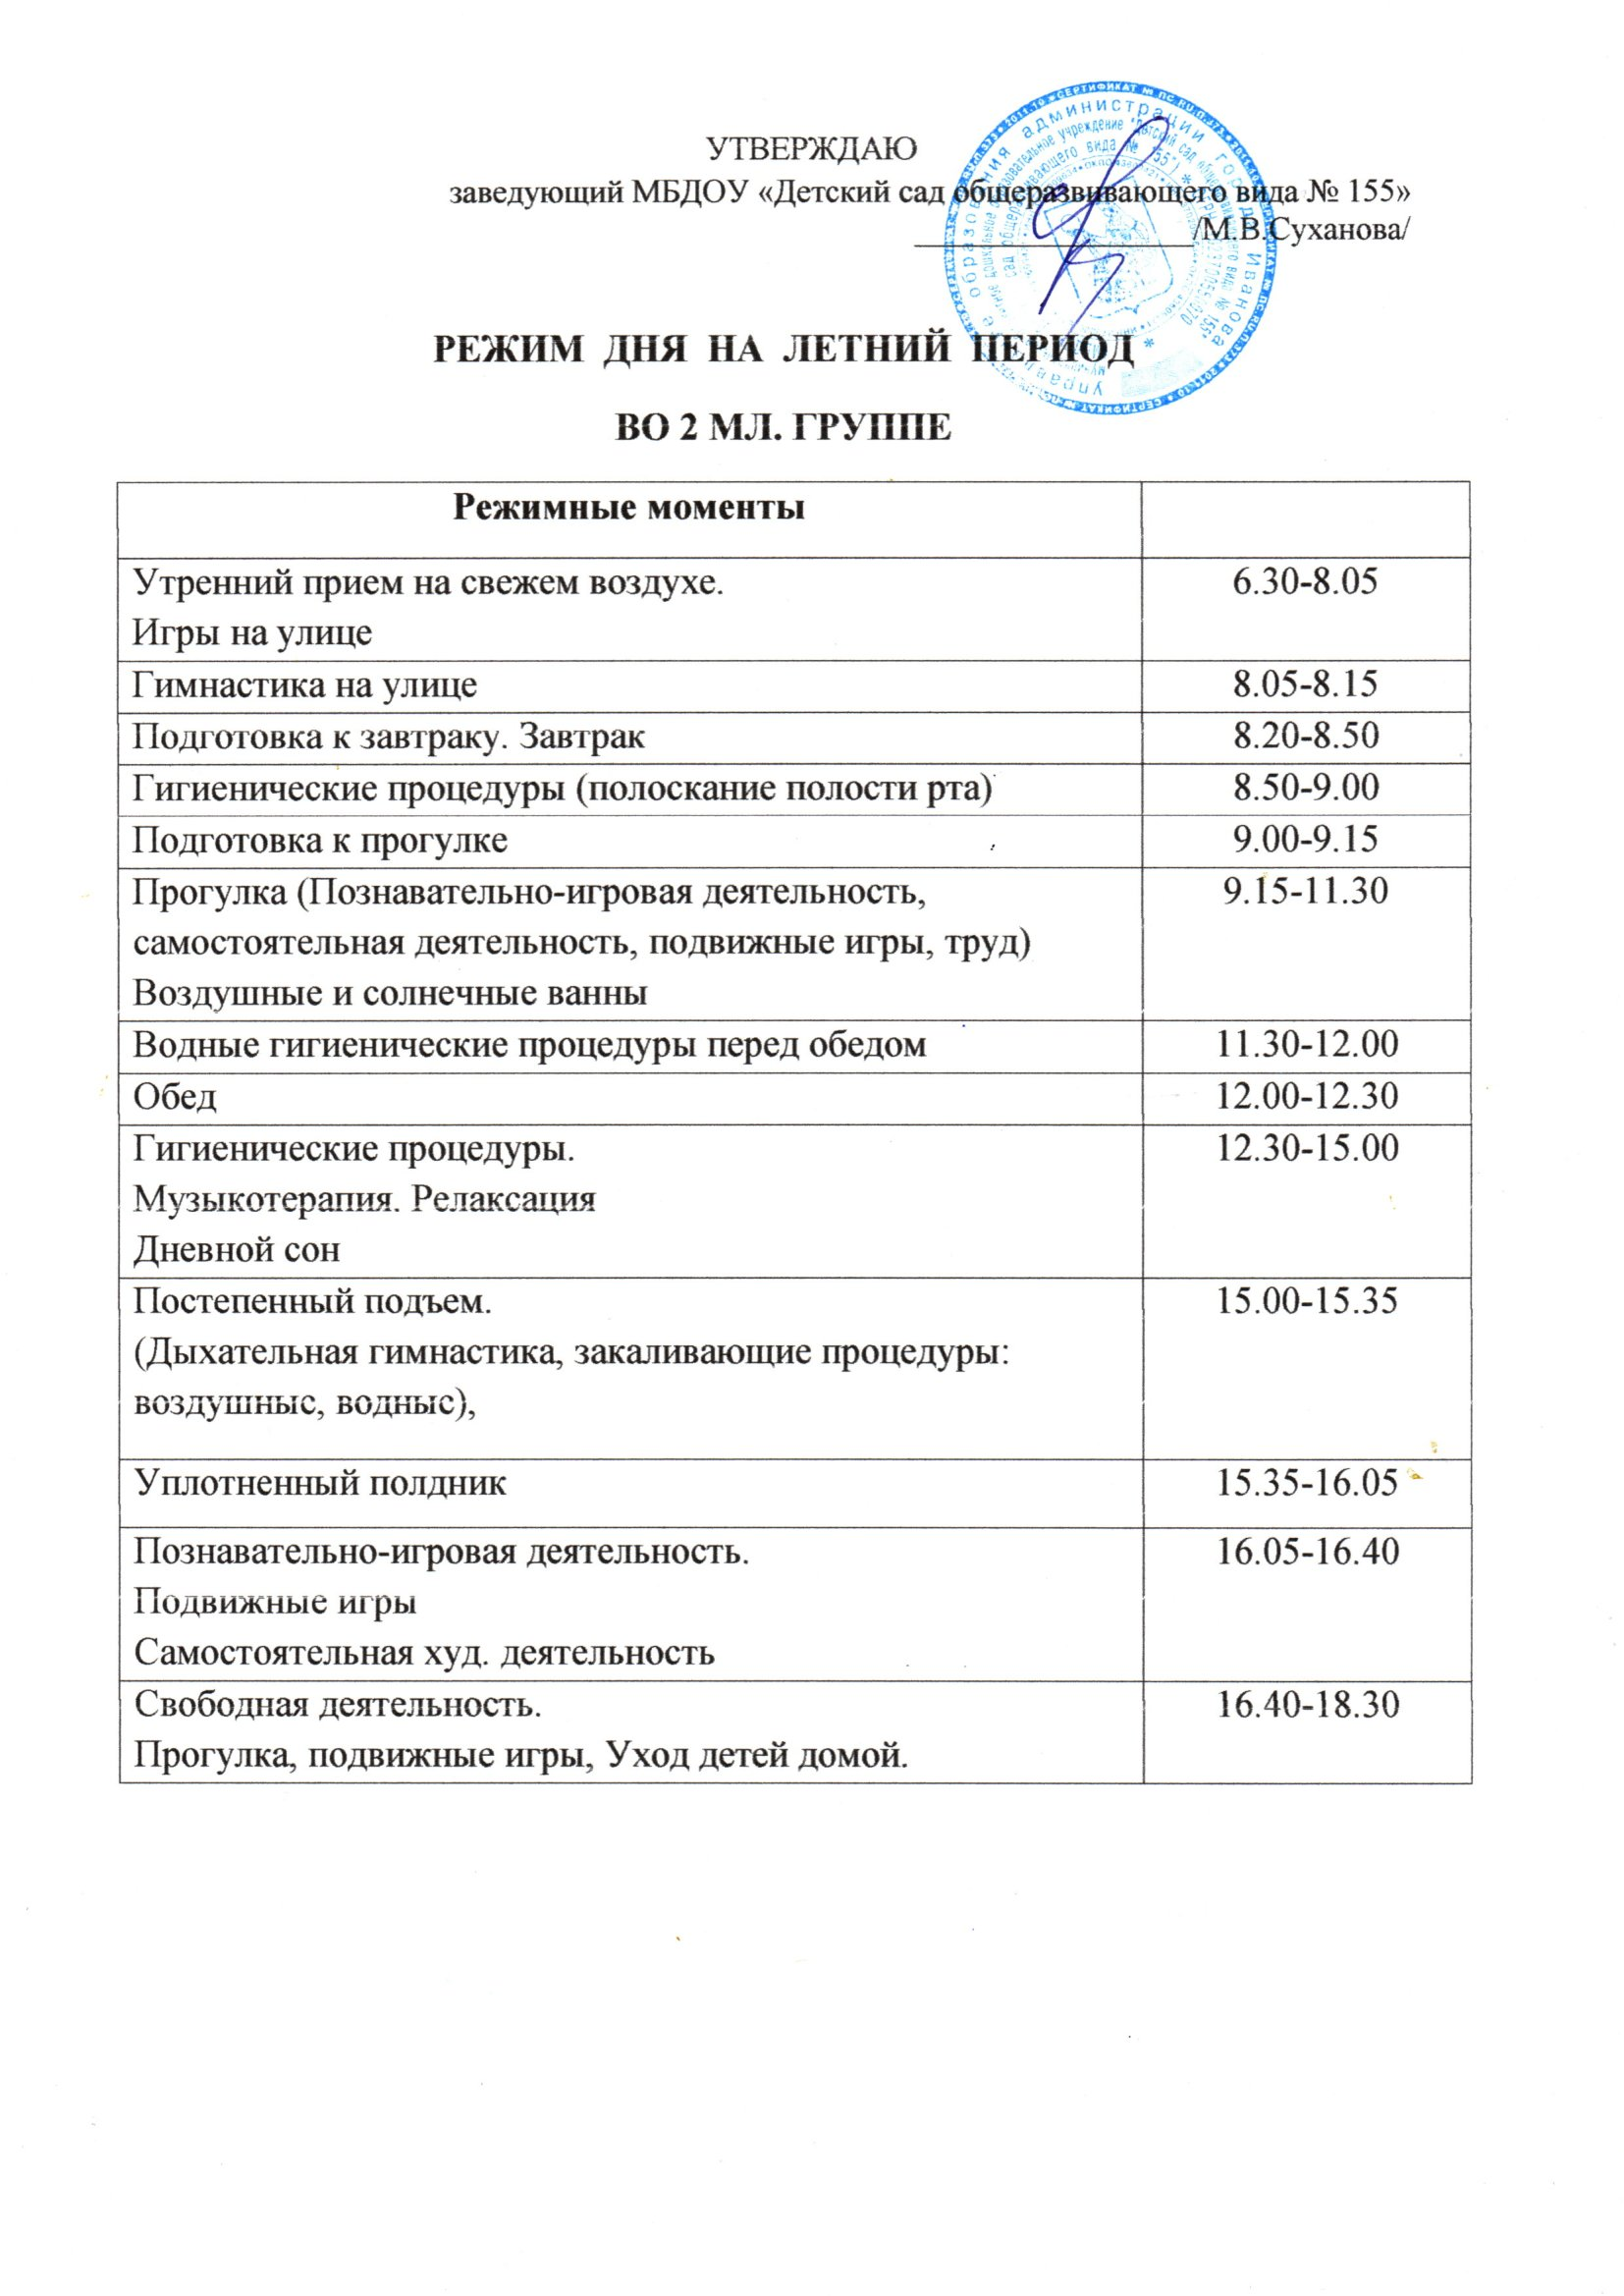 УТВЕРЖДАЮ
заведующий МБДОУ «Детский сад общеразвивающего вида № 155»
/М.В.Суханова/
РЕЖИМ ДНЯ НА ЛЕТНИЙ ПЕРИОД
ВО 2 МЛ. ГРУППЕ
Режимные моменты
Утренний прием на свежем воздухе. 6.30-8.05
Игры на улице
Гимнастика на улице 8.05-8.15
Подготовка к завтраку. Завтрак 8.20-8.50
Гигиенические процедуры (полоскание полости рта) 8.50-9.00
Подготовка к прогулке 9.00-9.15
Прогулка (Познавательно-игровая деятельность, 9.15-11.30
самостоятельная деятельность, подвижные игры, труд)
Воздушные и солнечные ванны
Водные гигиенические процедуры перед обедом 11.30-12.00
Обед 12.00-12.30
Гигиенические процедуры. 12.30-15.00
Музыкотерапия. Релаксация
Дневной сон
Постепенный подъем. 15.00-15.35
(Дыхательная гимнастика, закаливающие процедуры:
воздушные, водные),
Уплотненный полдник 15.35-16.05
Познавательно-игровая деятельность. 16.05-16.40
Подвижные игры
Самостоятельная худ. деятельность
Свободная деятельность. 16.40-18.30
Прогулка, подвижные игры, Уход детей домой.
образования администрации города Иванова